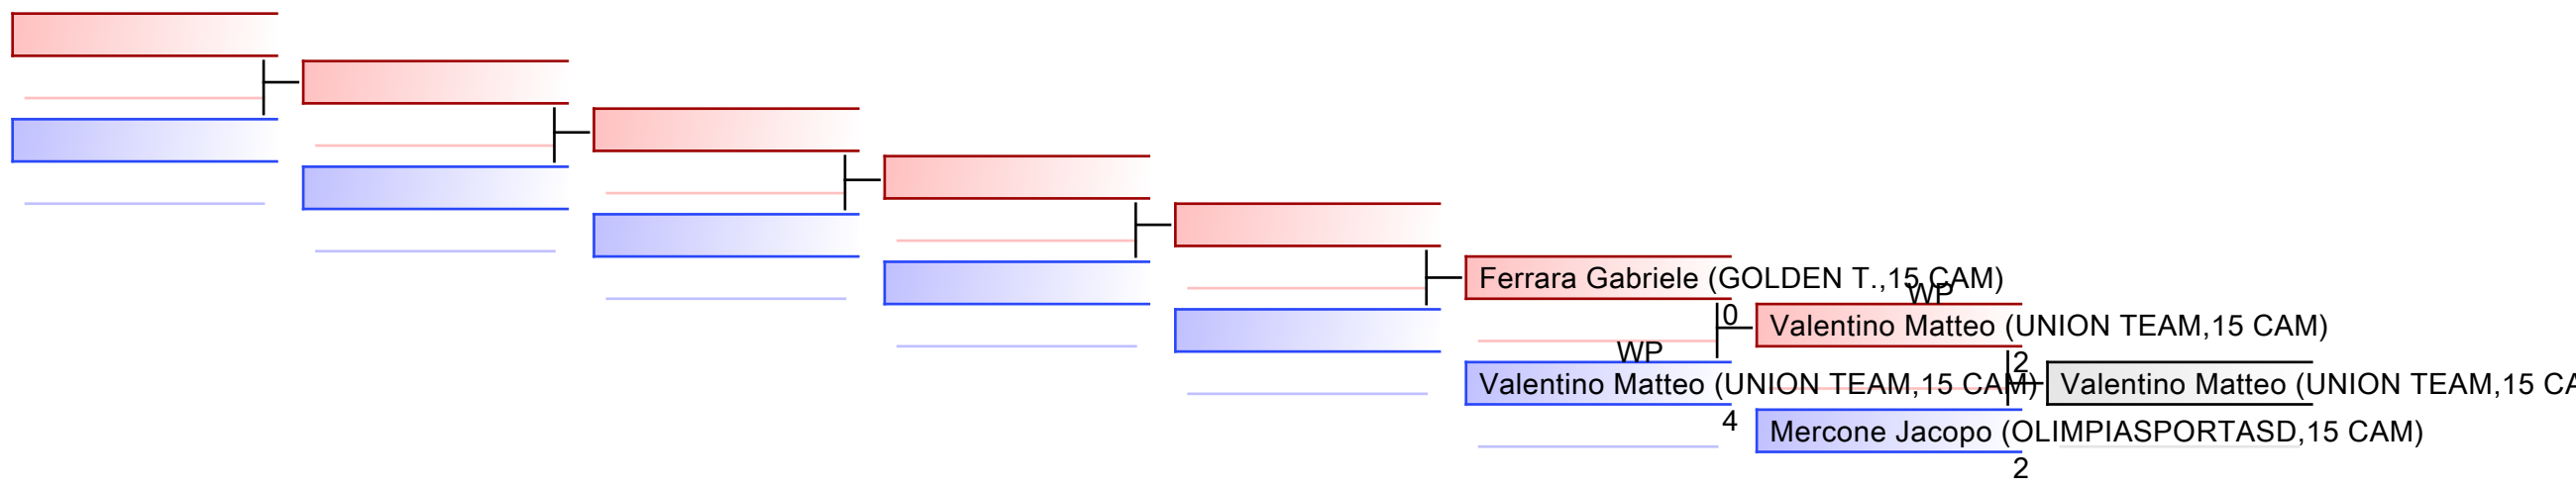 Ferrara Gabriele (GOLDEN T.,15 CAM)
WP
0
Valentino Matteo (UNION TEAM,15 CAM)
WP
2
Valentino Matteo (UNION TEAM,15 CAM)
Valentino Matteo (UNION TEAM,15 CA
4
Mercone Jacopo (OLIMPIASPORTASD,15 CAM)
2